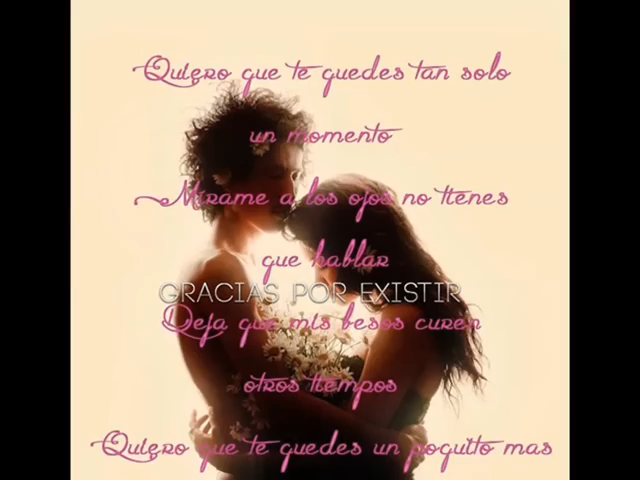 Quiero que te quedes tan solo
un momento
Mírame a los ojos no tienes
que hablar
GRACIAS POR EXISTIR
Deja que mis besos curen
otros tiempos
Quiero que te quedes un poquito mas